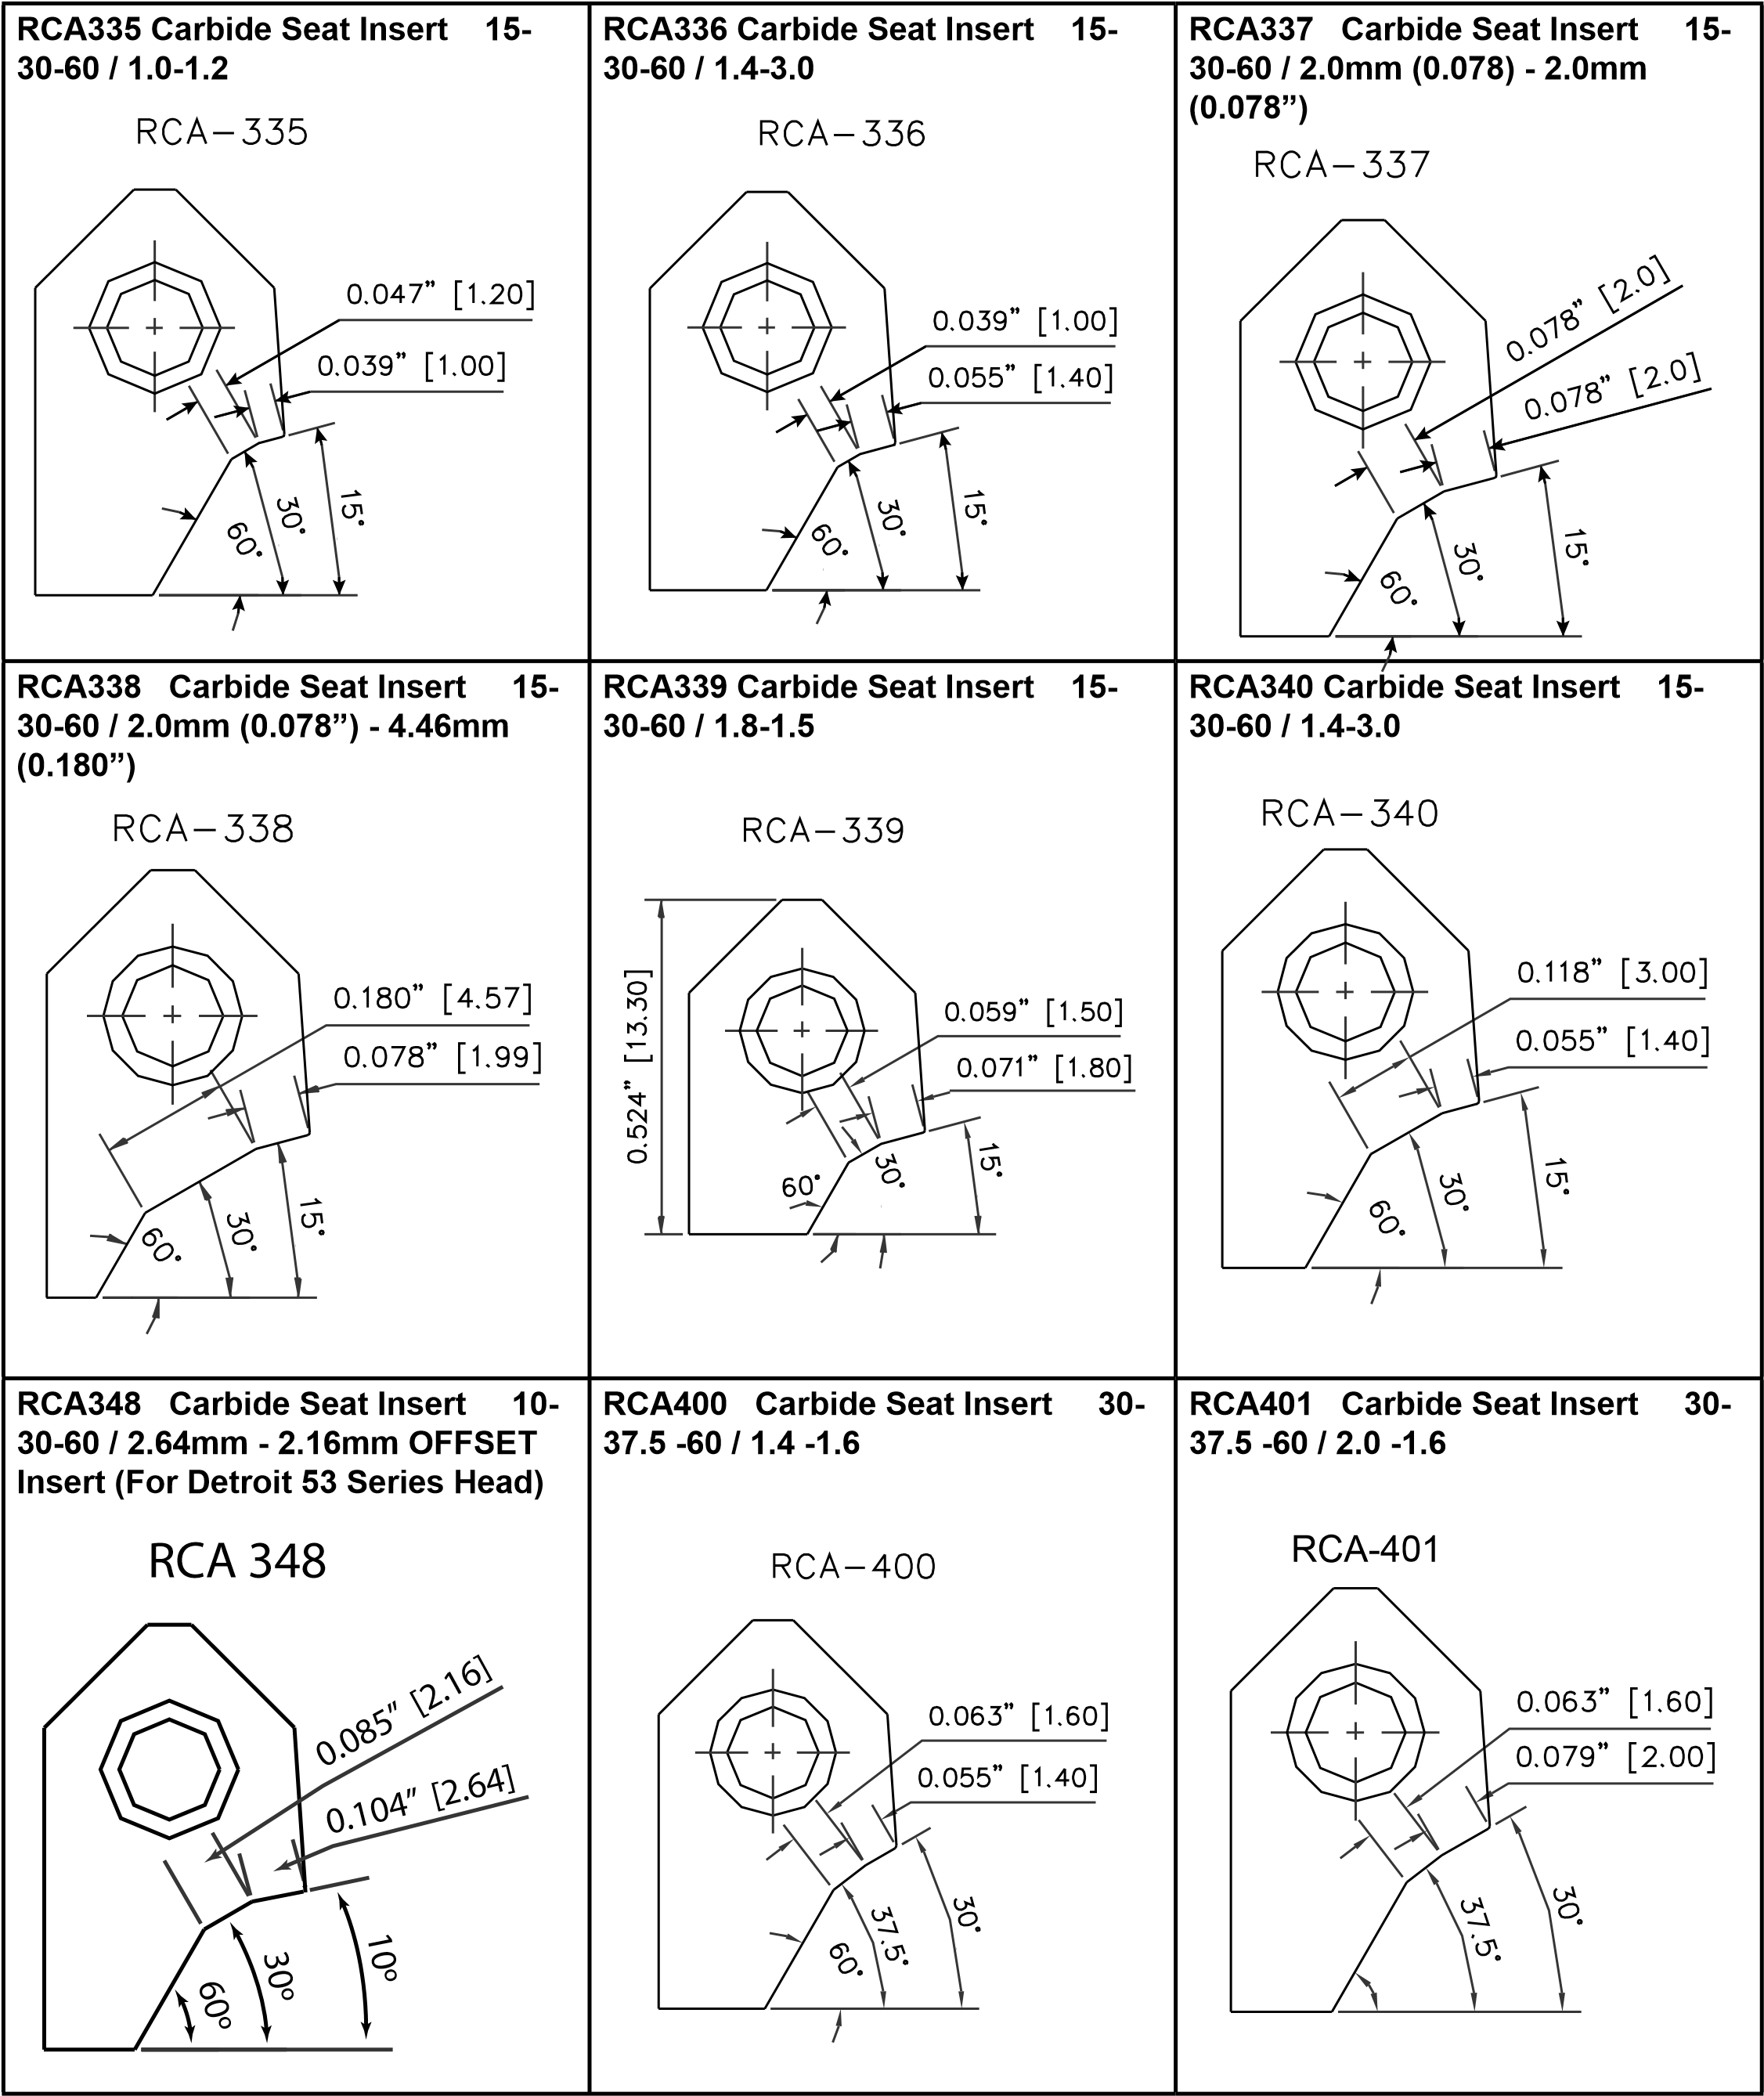 RCA335 Carbide Seat Insert 15-
30-60 / 1.0-1.2
RCA-335
0.047” [1.20]
0.039” [1.00]
60°
30°
15°
RCA336 Carbide Seat Insert 15-
30-60 / 1.4-3.0
RCA-336
0.039” [1.00]
0.055” [1.40]
60°
30°
15°
RCA337 Carbide Seat Insert 15-
30-60 / 2.0mm (0.078) - 2.0mm
(0.078”)
RCA-337
0.078” [2.0]
0.078” [2.0]
60°
30°
15°
RCA338 Carbide Seat Insert 15-
30-60 / 2.0mm (0.078”) - 4.46mm
(0.180”)
RCA-338
0.180” [4.57]
0.078” [1.99]
60°
30°
15°
RCA339 Carbide Seat Insert 15-
30-60 / 1.8-1.5
RCA-339
0.524” [13.30]
0.059” [1.50]
0.071” [1.80]
60°
30°
15°
RCA340 Carbide Seat Insert 15-
30-60 / 1.4-3.0
RCA-340
0.118” [3.00]
0.055” [1.40]
60°
30°
15°
RCA348 Carbide Seat Insert 10-
30-60 / 2.64mm - 2.16mm OFFSET
Insert (For Detroit 53 Series Head)
RCA 348
0.085” [2.16]
0.104” [2.64]
60º
30º
10º
RCA400 Carbide Seat Insert 30-
37.5 -60 / 1.4 -1.6
RCA-400
0.063” [1.60]
0.055” [1.40]
60°
37.5°
30°
RCA401 Carbide Seat Insert 30-
37.5 -60 / 2.0 -1.6
RCA-401
0.063” [1.60]
0.079” [2.00]
37.5°
30°